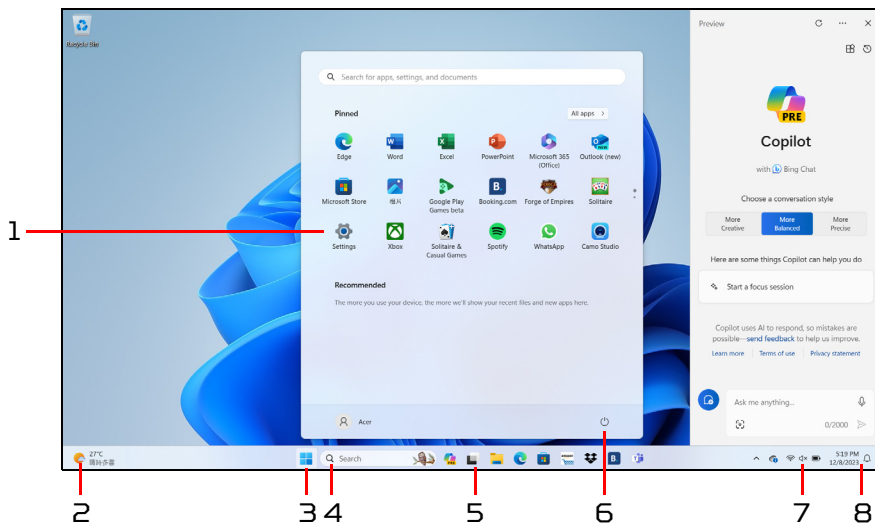 Recycle Bin
Preview
Search for apps, settings, and documents
Pinned
All apps >
Edge
Word
Excel
PowerPoint
Microsoft 365
(Office)
Outlook (new)
Microsoft Store
相片
Google Play
Games beta
Booking.com
Forge of Empires
Solitaire
Settings
Xbox
Solitaire &
Casual Games
Spotify
WhatsApp
Camo Studio
Recommended
The more you use your device, the more we'll show your recent files and new apps here.
Acer
PRE
Copilot
with b Bing Chat
Choose a conversation style
More
Creative
More
Balanced
More
Precise
Here are some things Copilot can help you do
Start a focus session
Copilot uses AI to respond, so mistakes are
possible—send feedback to help us improve.
Learn more
Terms of use
Privacy statement
Ask me anything...
0/2000
27°C
晴時多雲
Search
5:19 PM
12/8/2023
1
2
3
4
5
6
7
8